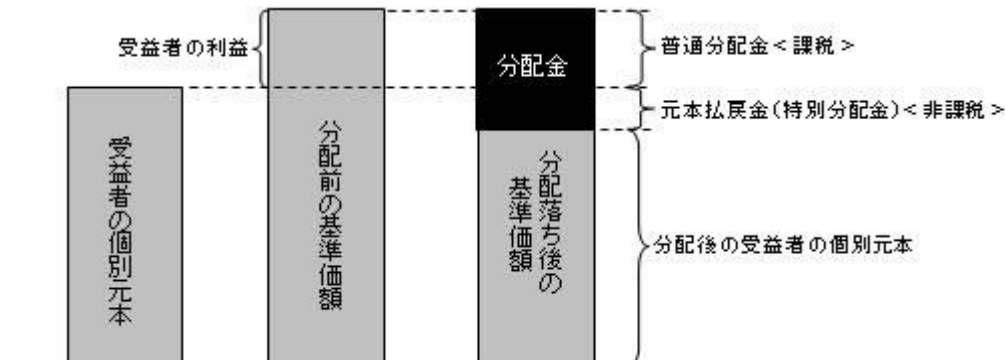 受益者の利益
受益者の個別元本
分配前の基準価額
分配金
分配落ち後の
基準価額
普通分配金<課税>
元本払戻金(特別分配金)<非課税>
分配後の受益者の個別元本